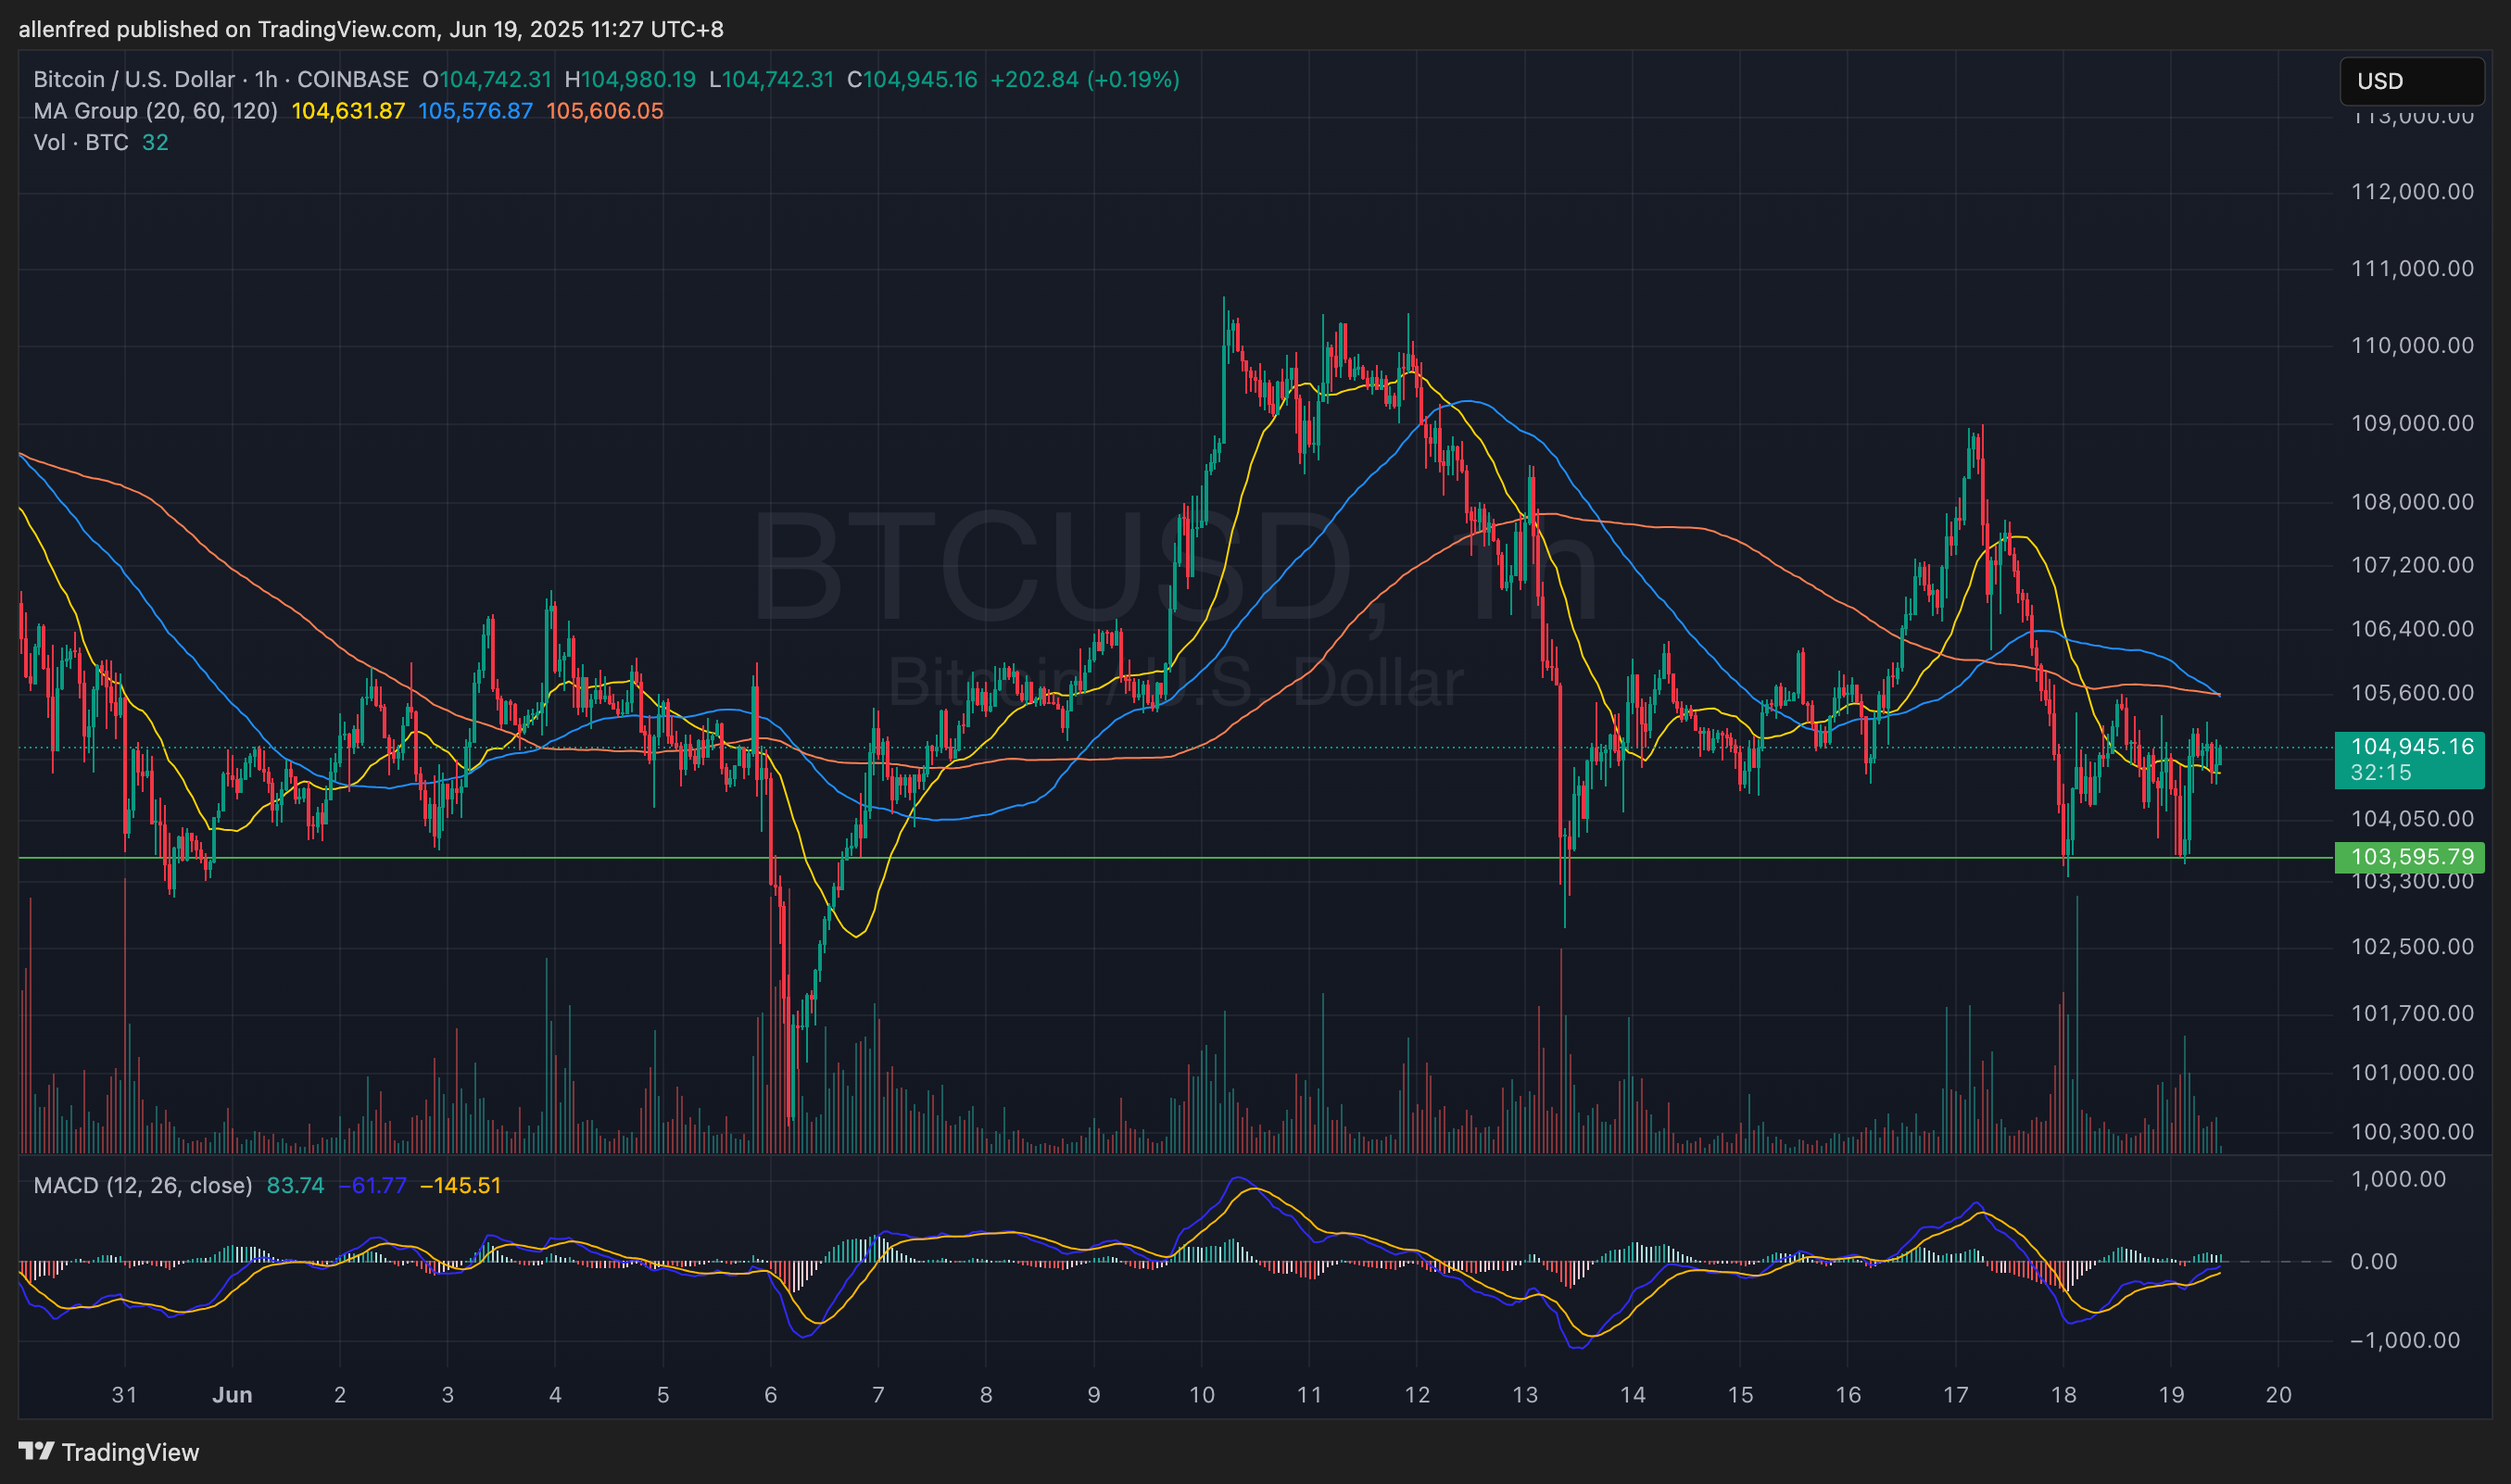 allenfred published on TradingView.com, Jun 19, 2025 11:27 UTC+8
Bitcoin / U.S. Dollar · 1h · COINBASE O104,742.31 H104,980.19 L104,742.31 C104,945.16 +202.84 (+0.19%)
USD
MA Group (20, 60, 120) 104,631.87 105,576.87 105,606.05
113,000.00
Vol · BTC 32
112,000.00
111,000.00
110,000.00
109,000.00
108,000.00
BTCUSD, 1h
107,200.00
106,400.00
Bitcoin / U.S. Dollar
105,600.00
104,945.16
32:15
104,050.00
103,595.79
103,300.00
102,500.00
101,700.00
101,000.00
100,300.00
MACD (12, 26, close) 83.74 −61.77 −145.51
1,000.00
0.00
−1,000.00
31 Jun 2 3 4 5 6 7 8 9 10 11 12 13 14 15 16 17 18 19 20
TradingView